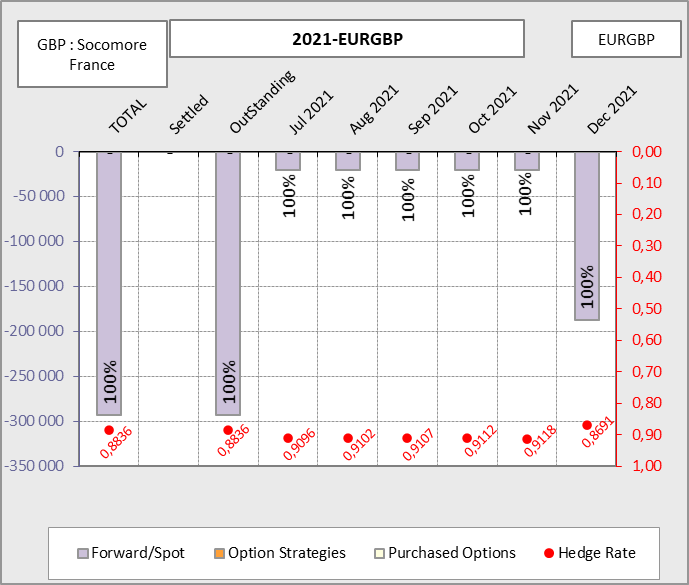 GBP : Socomore
France
2021-EURGBP
EURGBP
TOTAL
Settled
OutStanding
Jul 2021
Aug 2021
Sep 2021
Oct 2021
Nov 2021
Dec 2021
0
-50 000
-100 000
-150 000
-200 000
-250 000
-300 000
-350 000
0,00
0,10
0,20
0,30
0,40
0,50
0,60
0,70
0,80
0,90
1,00
100%
100%
100%
100%
100%
100%
100%
100%
0,8836
0,8836
0,9096
0,9102
0,9107
0,9112
0,9118
0,8691
Forward/Spot
Option Strategies
Purchased Options
Hedge Rate